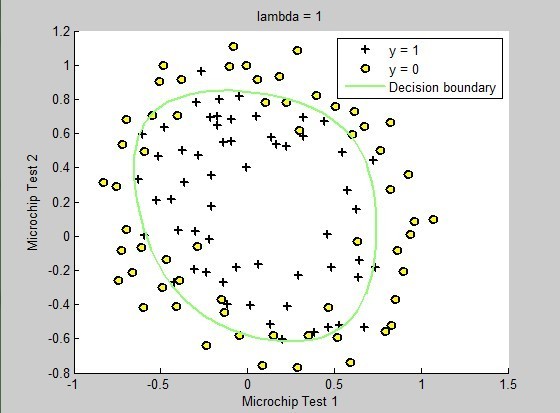 lambda = 1
y = 1
y = 0
Decision boundary
1.2
1
0.8
0.6
0.4
0.2
0
-0.2
-0.4
-0.6
-0.8
Microchip Test 2
-1 -0.5 0 0.5 1 1.5
Microchip Test 1